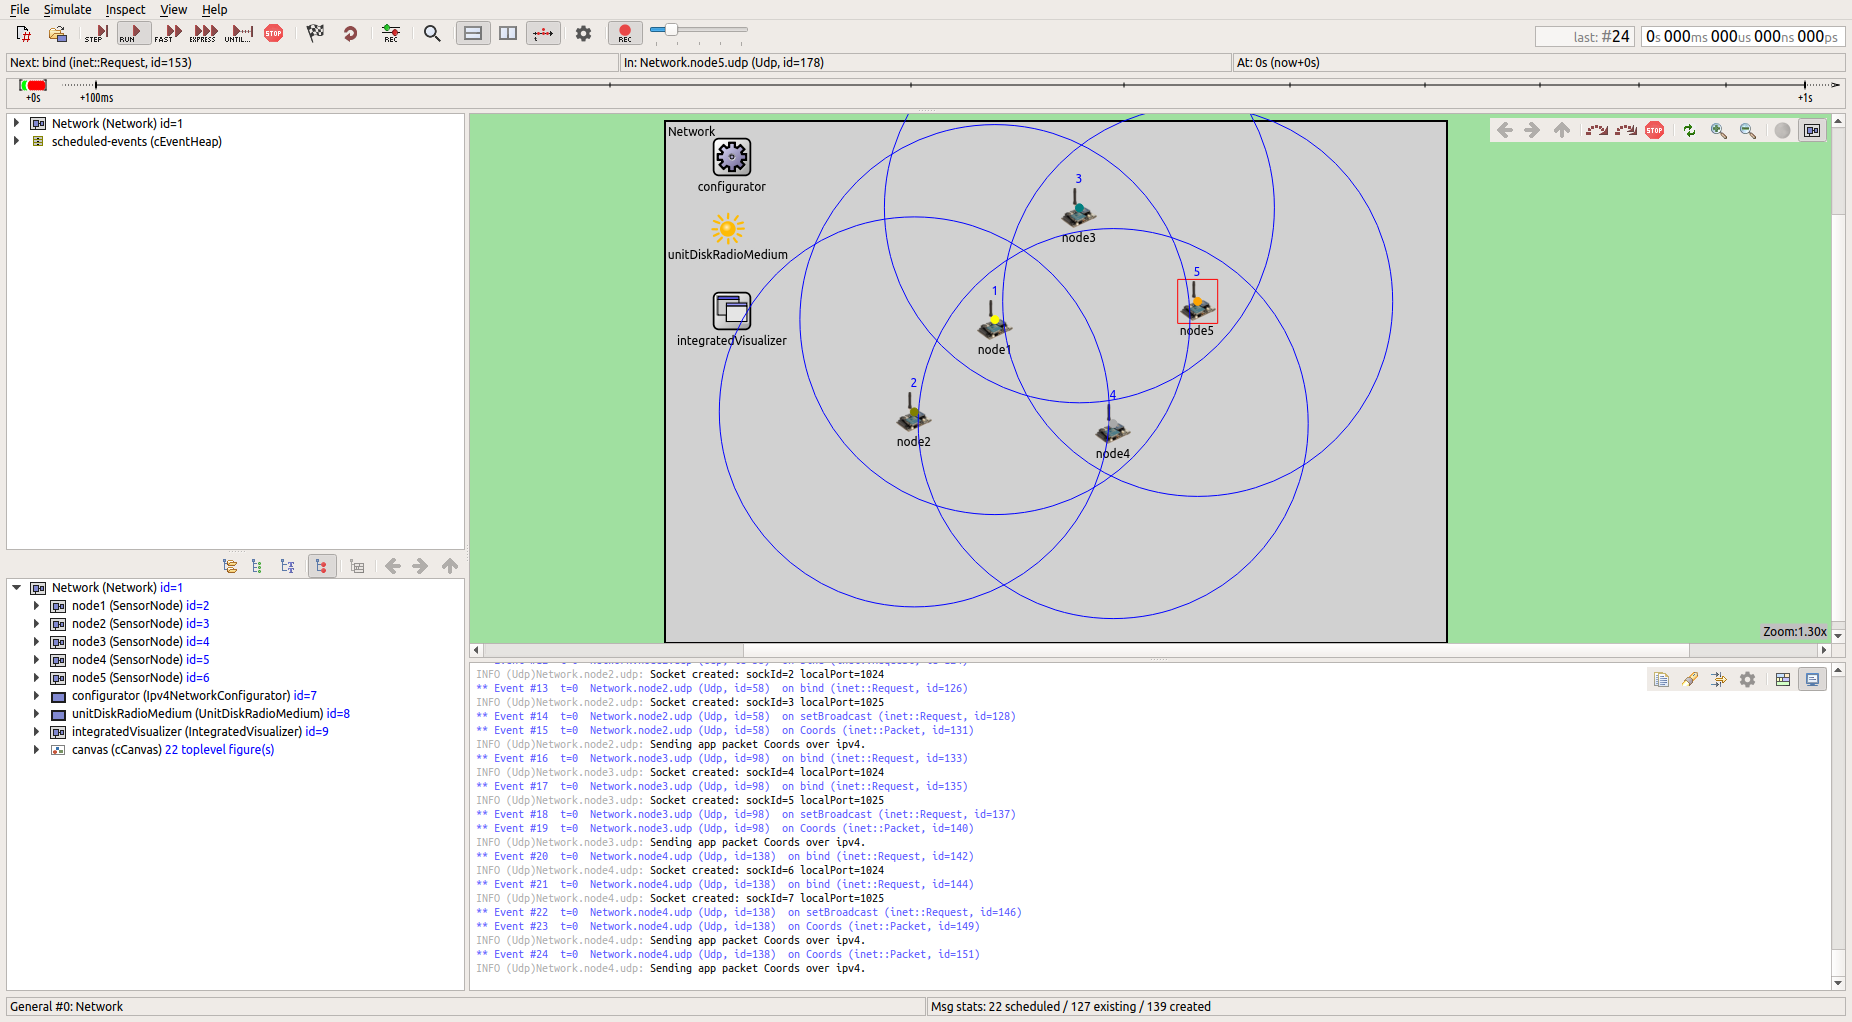 File Simulate Inspect View Help
STEP RUN FAST EXPRESS UNTIL... STOP REC REC
last: #24 0s 000ms 000us 000ns 000ps
Next: bind (inet::Request, id=153) In: Network.node5.udp (Udp, id=178) At: 0s (now+0s)
+0s +100ms +1s
Network (Network) id=1
scheduled-events (cEventHeap)
Network
configurator
unitDiskRadioMedium
integratedVisualizer
3
node3
5
node5
1
node1
2
node2
4
node4
STOP
Zoom:1.30x
Network (Network) id=1
node1 (SensorNode) id=2
node2 (SensorNode) id=3
node3 (SensorNode) id=4
node4 (SensorNode) id=5
node5 (SensorNode) id=6
configurator (Ipv4NetworkConfigurator) id=7
unitDiskRadioMedium (UnitDiskRadioMedium) id=8
integratedVisualizer (IntegratedVisualizer) id=9
canvas (cCanvas) 22 toplevel figure(s)
INFO (Udp)Network.node2.udp: Socket created: sockId=2 localPort=1024
** Event #13 t=0 Network.node2.udp (Udp, id=58) on bind (inet::Request, id=126)
INFO (Udp)Network.node2.udp: Socket created: sockId=3 localPort=1025
** Event #14 t=0 Network.node2.udp (Udp, id=58) on setBroadcast (inet::Request, id=128)
** Event #15 t=0 Network.node2.udp (Udp, id=58) on Coords (inet::Packet, id=131)
INFO (Udp)Network.node2.udp: Sending app packet Coords over ipv4.
** Event #16 t=0 Network.node3.udp (Udp, id=98) on bind (inet::Request, id=133)
INFO (Udp)Network.node3.udp: Socket created: sockId=4 localPort=1024
** Event #17 t=0 Network.node3.udp (Udp, id=98) on bind (inet::Request, id=135)
INFO (Udp)Network.node3.udp: Socket created: sockId=5 localPort=1025
** Event #18 t=0 Network.node3.udp (Udp, id=98) on setBroadcast (inet::Request, id=137)
** Event #19 t=0 Network.node3.udp (Udp, id=98) on Coords (inet::Packet, id=140)
INFO (Udp)Network.node3.udp: Sending app packet Coords over ipv4.
** Event #20 t=0 Network.node4.udp (Udp, id=138) on bind (inet::Request, id=142)
INFO (Udp)Network.node4.udp: Socket created: sockId=6 localPort=1024
** Event #21 t=0 Network.node4.udp (Udp, id=138) on bind (inet::Request, id=144)
INFO (Udp)Network.node4.udp: Socket created: sockId=7 localPort=1025
** Event #22 t=0 Network.node4.udp (Udp, id=138) on setBroadcast (inet::Request, id=146)
** Event #23 t=0 Network.node4.udp (Udp, id=138) on Coords (inet::Packet, id=149)
INFO (Udp)Network.node4.udp: Sending app packet Coords over ipv4.
** Event #24 t=0 Network.node4.udp (Udp, id=138) on Coords (inet::Packet, id=151)
INFO (Udp)Network.node4.udp: Sending app packet Coords over ipv4.
General #0: Network Msg stats: 22 scheduled / 127 existing / 139 created